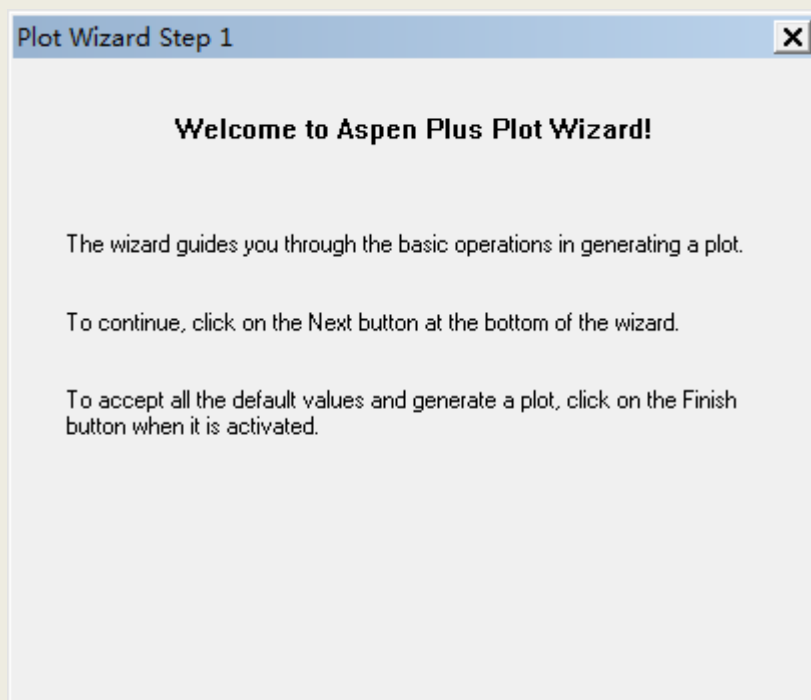 Plot Wizard Step 1
Welcome to Aspen Plus Plot Wizard!
The wizard guides you through the basic operations in generating a plot.
To continue, click on the Next button at the bottom of the wizard.
To accept all the default values and generate a plot, click on the Finish
button when it is activated.